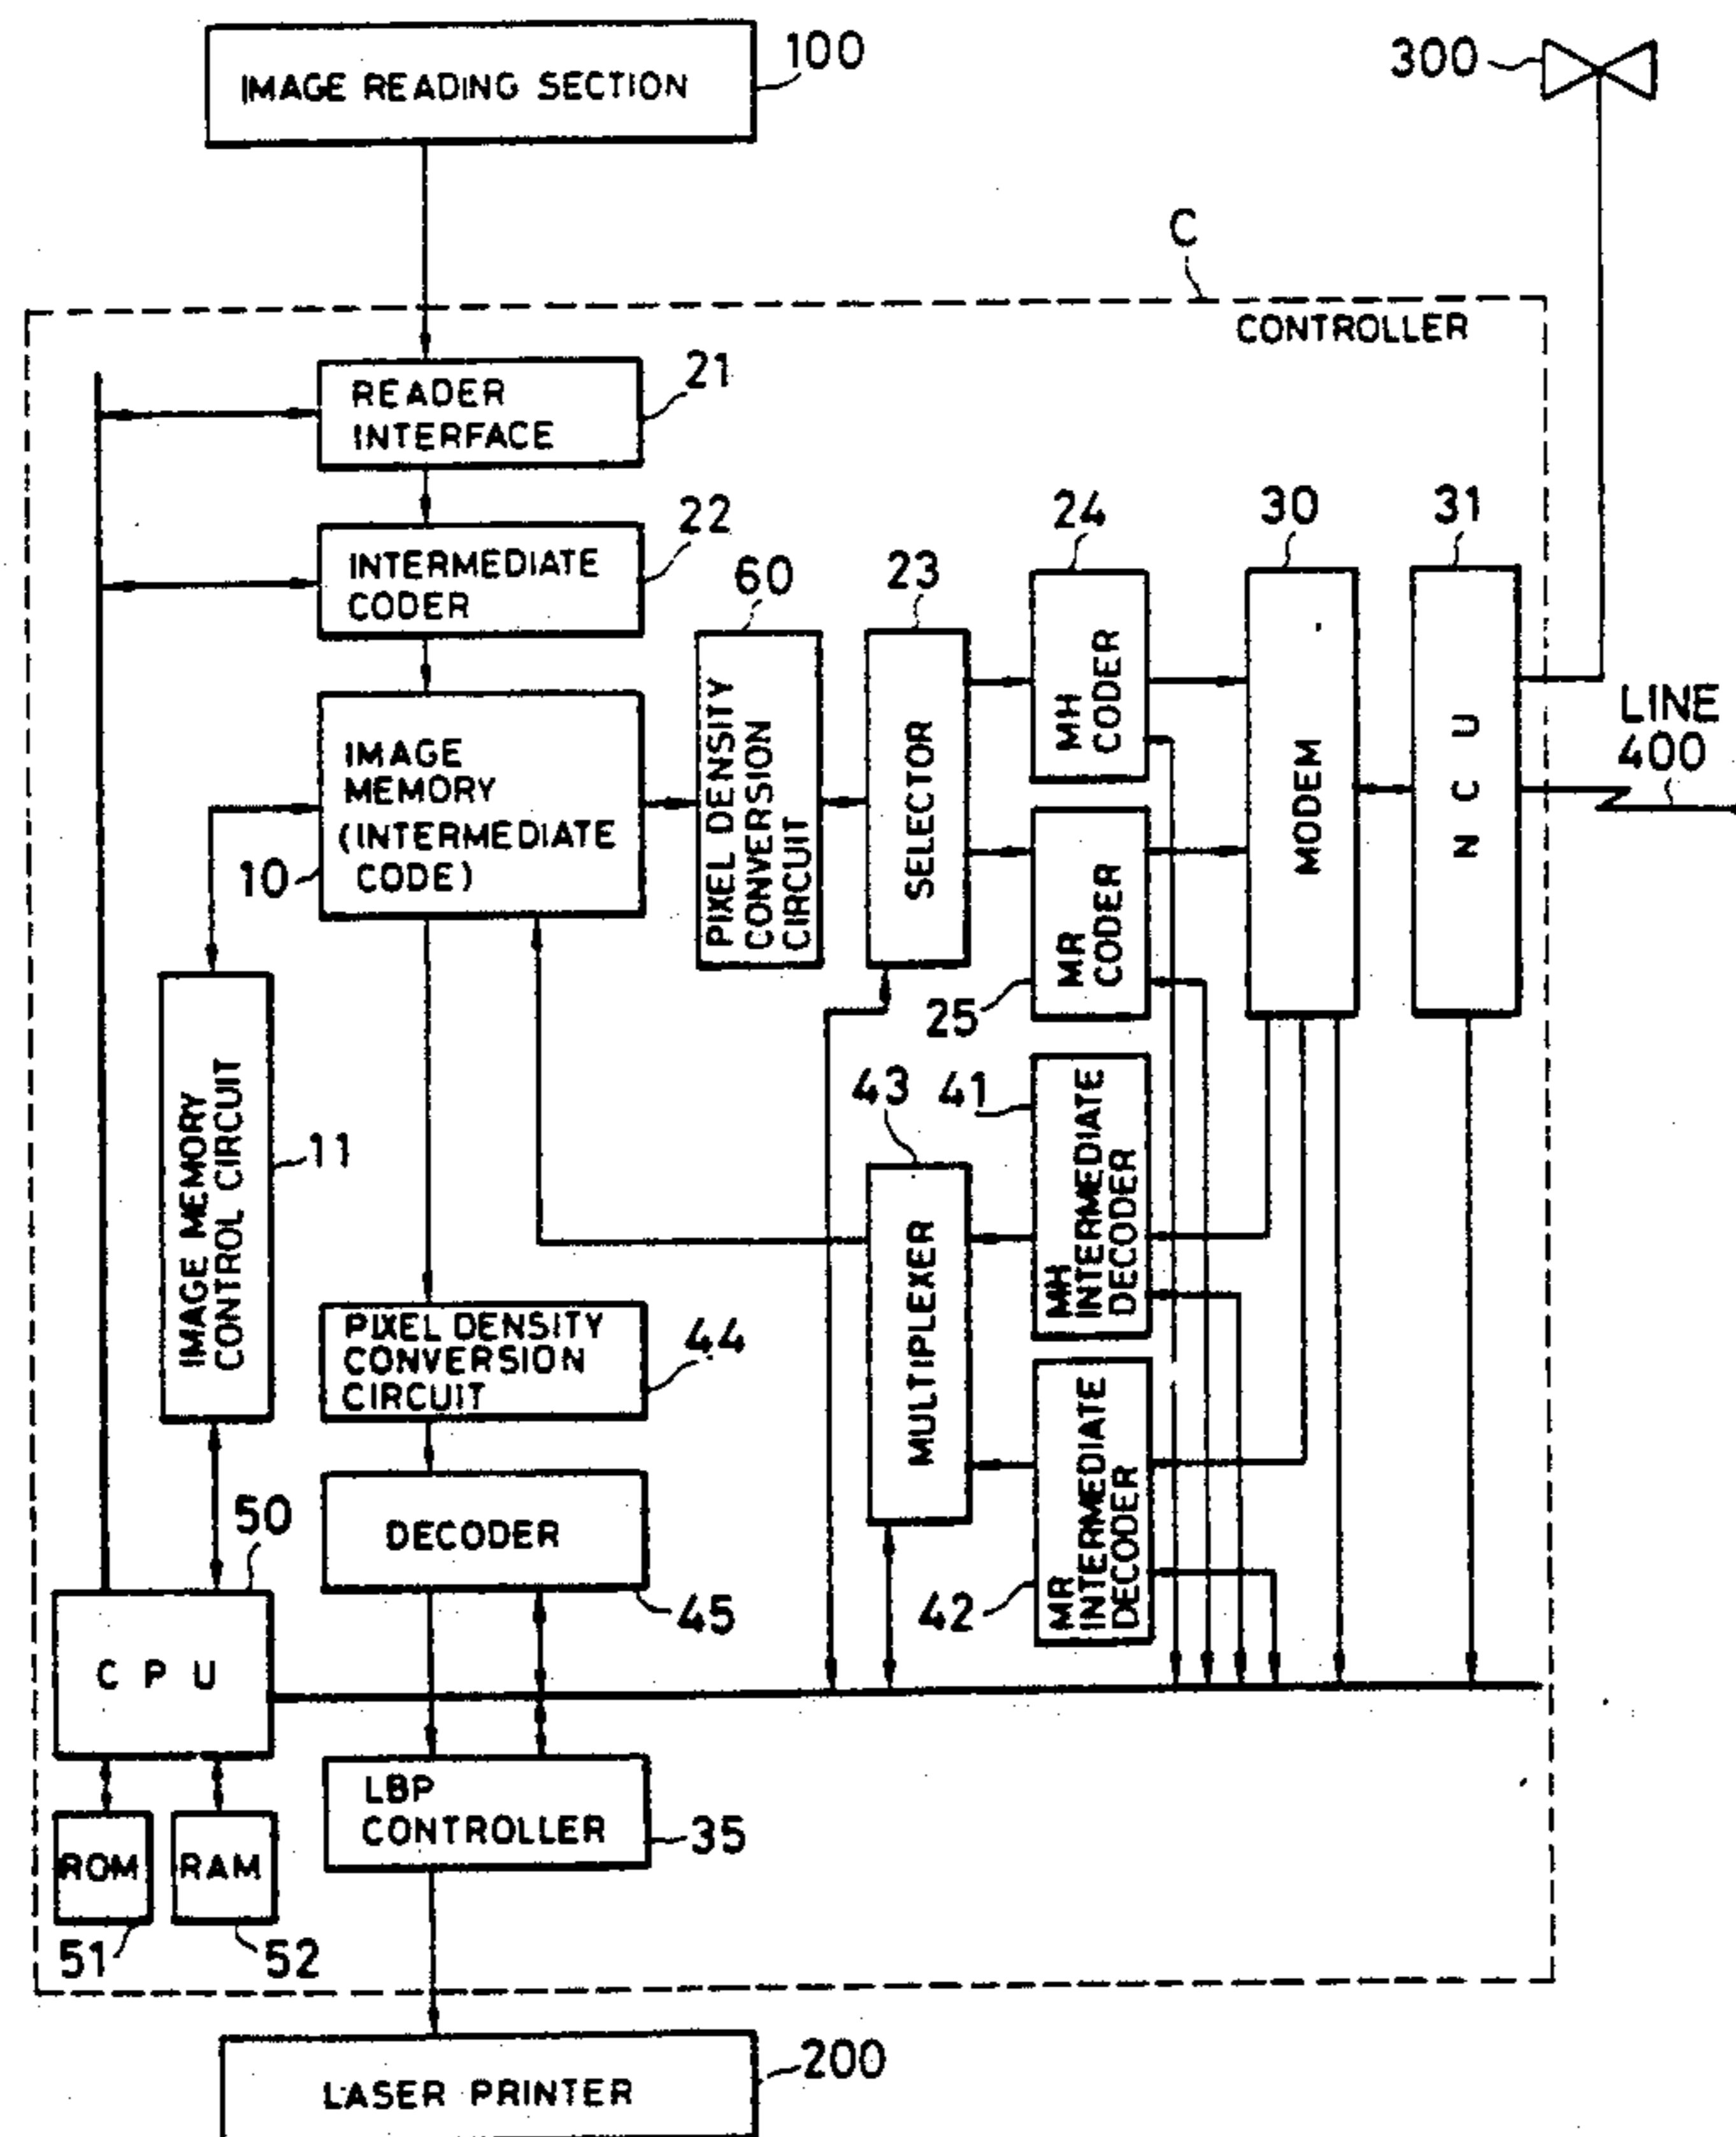 100
IMAGE READING SECTION
300
C
CONTROLLER
READER
INTERFACE
21
INTERMEDIATE
CODER
22
60
23
24
30
31
IMAGE
MEMORY
(INTERMEDIATE
CODE)
10
PIXEL DENSITY
CONVERSION
CIRCUIT
SELECTOR
MH
CODER
MR
CODER
25
MODEM
NCU
LINE
400
IMAGE MEMORY
CONTROL CIRCUIT
11
43
41
MULTIPLEXER
MH
INTERMEDIATE
DECODER
PIXEL DENSITY
CONVERSION
CIRCUIT
44
MR
INTERMEDIATE
DECODER
42
DECODER
45
50
CPU
LBP
CONTROLLER
35
ROM
RAM
51
52
LASER PRINTER
200